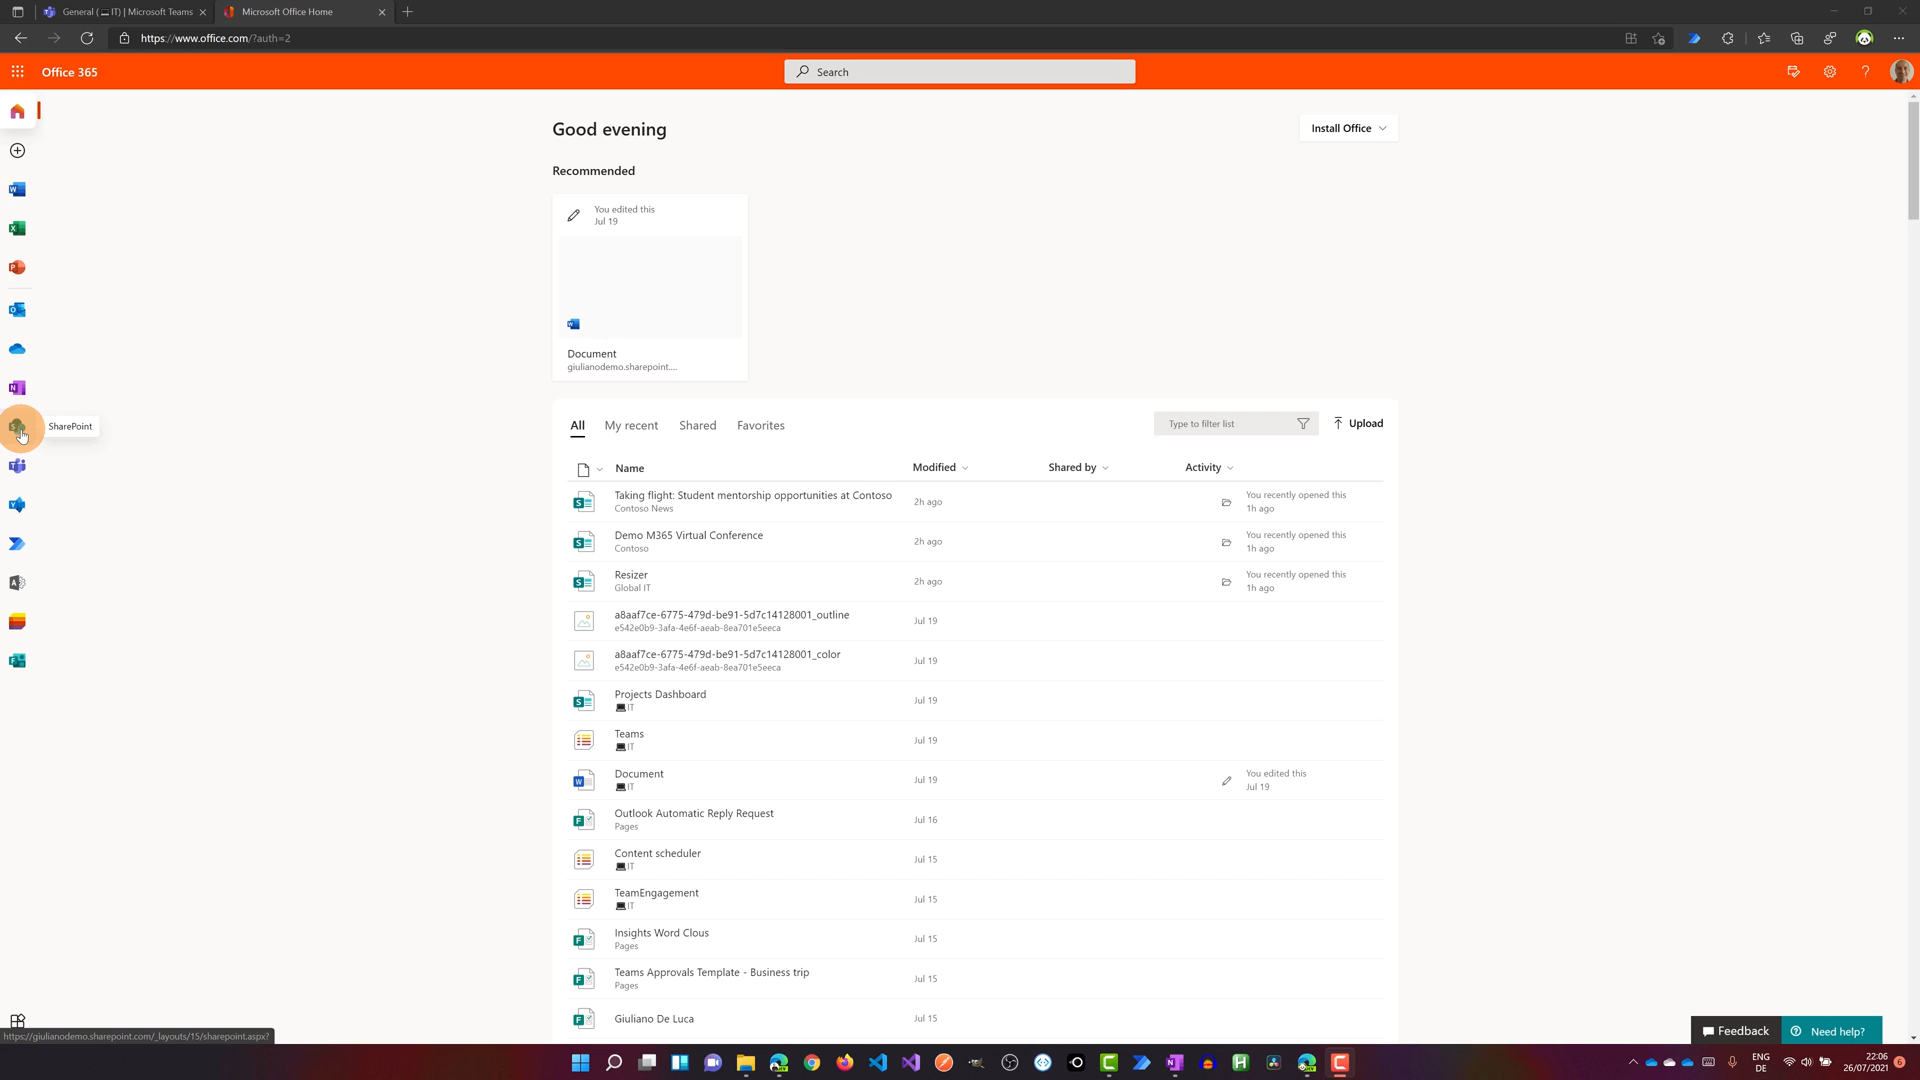 General (💻 IT) | Microsoft Teams
Microsoft Office Home
https://www.office.com/?auth=2
Office 365
Search
Good evening
Install Office
Recommended
You edited this
Jul 19
Document
giulianodemo.sharepoint....
All My recent Shared Favorites
Type to filter list
Upload
Name Modified Shared by Activity
Taking flight: Student mentorship opportunities at Contoso
Contoso News
2h ago
You recently opened this
1h ago
Demo M365 Virtual Conference
Contoso
2h ago
You recently opened this
1h ago
Resizer
Global IT
2h ago
You recently opened this
1h ago
a8aaf7ce-6775-479d-be91-5d7c14128001_outline
e542e0b9-3afa-4e6f-aeab-8ea701e5eeca
Jul 19
a8aaf7ce-6775-479d-be91-5d7c14128001_color
e542e0b9-3afa-4e6f-aeab-8ea701e5eeca
Jul 19
Projects Dashboard
💻IT
Jul 19
Teams
💻IT
Jul 19
Document
💻IT
Jul 19
You edited this
Jul 19
Outlook Automatic Reply Request
Pages
Jul 16
Content scheduler
💻IT
Jul 15
TeamEngagement
💻IT
Jul 15
Insights Word Clous
Pages
Jul 15
Teams Approvals Template - Business trip
Pages
Jul 15
Giuliano De Luca
Jul 15
SharePoint
https://giulianodemo.sharepoint.com/_layouts/15/sharepoint.aspx?
Feedback
Need help?
ENG
DE
22:06
26/07/2021
6